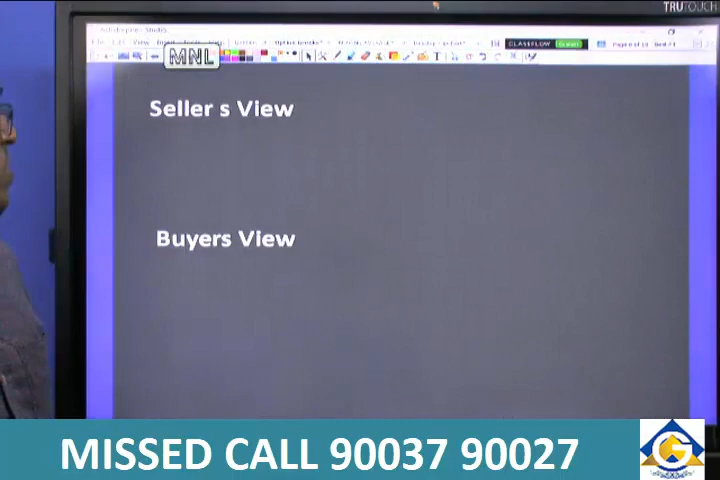 TRUTOUCH
CLASSFLOW
MNL
Seller s View
Buyers View
MISSED CALL 90037 90027
G